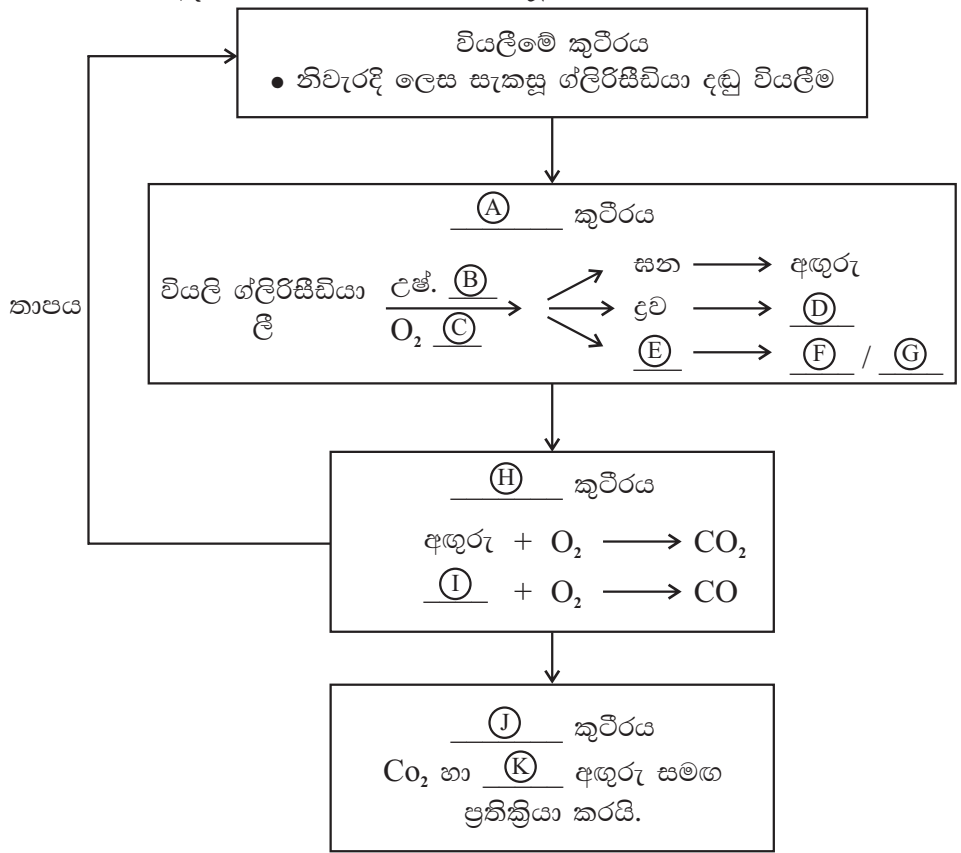 වියලීමේ කුටීරය
• නිවැරදි ලෙස සැකසූ ග්ලිරිසීඩියා දඬු වියලීම
තාපය
Ⓐ කුටීරය
වියලි ග්ලිරිසීඩියා ලී
උෂ්. Ⓑ
O₂ Ⓒ
ඝන → අඟුරු
ද්‍රව → Ⓓ
Ⓔ → Ⓕ / Ⓖ
Ⓗ කුටීරය
අඟුරු + O₂ → CO₂
Ⓘ + O₂ → CO
Ⓙ කුටීරය
Co₂ හා Ⓚ අඟුරු සමඟ
ප්‍රතික්‍රියා කරයි.